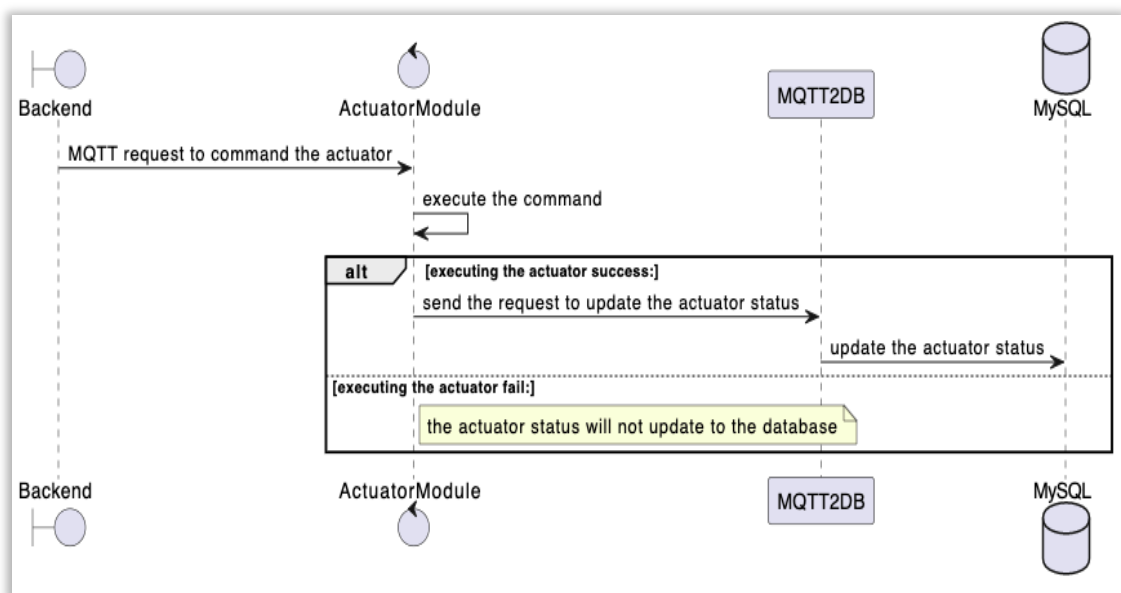 Backend
ActuatorModule
MQTT2DB
MySQL
MQTT request to command the actuator
execute the command
alt
[executing the actuator success:]
send the request to update the actuator status
update the actuator status
[executing the actuator fail:]
the actuator status will not update to the database
Backend
ActuatorModule
MQTT2DB
MySQL